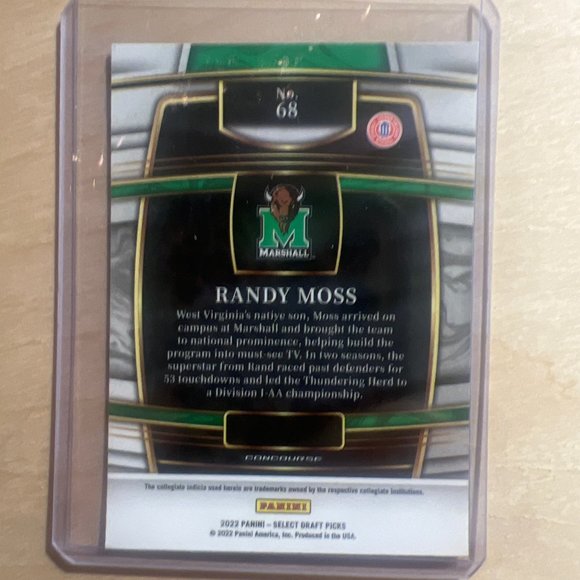 No.
68
M
MARSHALL
RANDY MOSS
West Virginia's native son, Moss arrived on
campus at Marshall and brought the team
to national prominence, helping build the
program into must-see TV. In two seasons, the
superstar from Rand raced past defenders for
53 touchdowns and led the Thundering Herd to
a Division I-AA championship.
CONCOURSE
The collegiate indicia used herein are trademarks owned by the respective collegiate institutions.
PANINI
2022 PANINI – SELECT DRAFT PICKS
© 2022 Panini America, Inc. Produced in the USA.